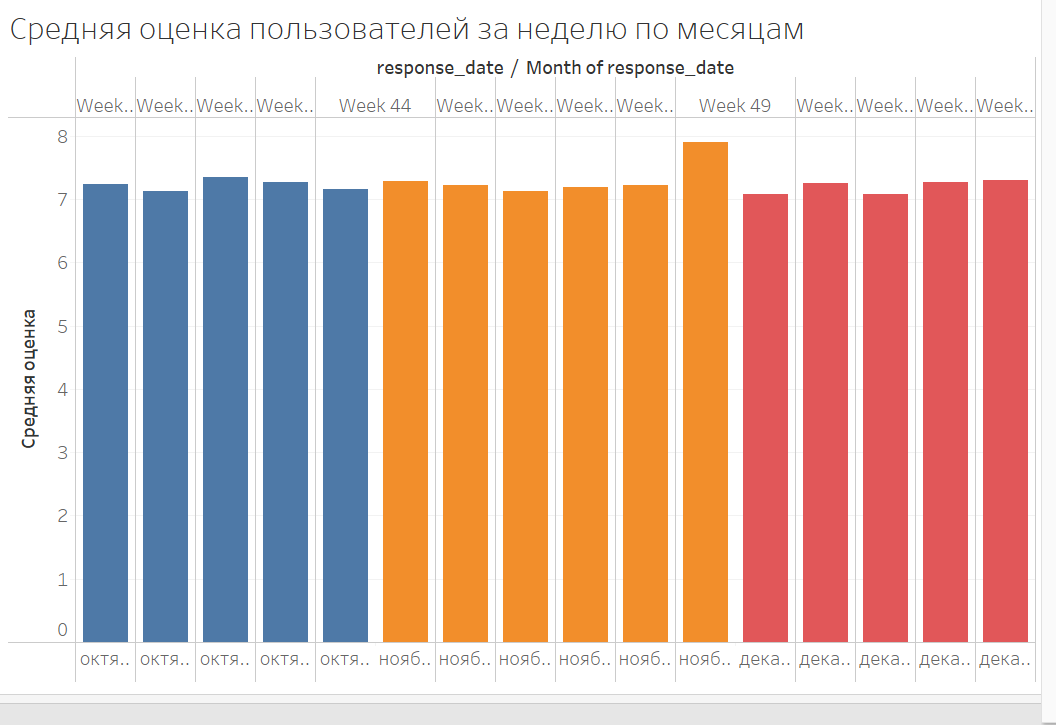 Средняя оценка пользователей за неделю по месяцам
response_date / Month of response_date
Week.. Week.. Week.. Week.. Week 44 Week.. Week.. Week.. Week.. Week 49 Week.. Week.. Week.. Week..
8
7
6
5
4
3
2
1
0
Средняя оценка
октя.. октя.. октя.. октя.. октя.. нояб.. нояб.. нояб.. нояб.. нояб.. нояб.. дека.. дека.. дека.. дека.. дека..